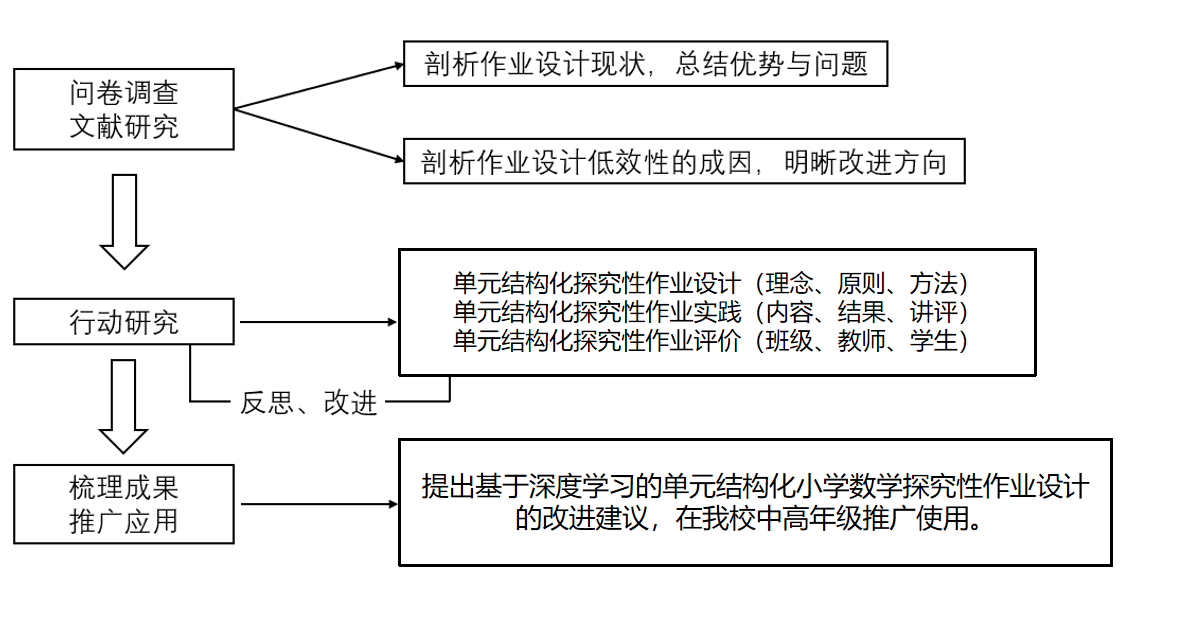 剖析作业设计现状，总结优势与问题
问卷调查
文献研究
剖析作业设计低效性的成因，明晰改进方向
单元结构化探究性作业设计（理念、原则、方法）
行动研究
单元结构化探究性作业实践（内容、结果、讲评）
单元结构化探究性作业评价（班级、教师、学生）
反思、改进
梳理成果
推广应用
提出基于深度学习的单元结构化小学数学探究性作业设计
的改进建议，在我校中高年级推广使用。